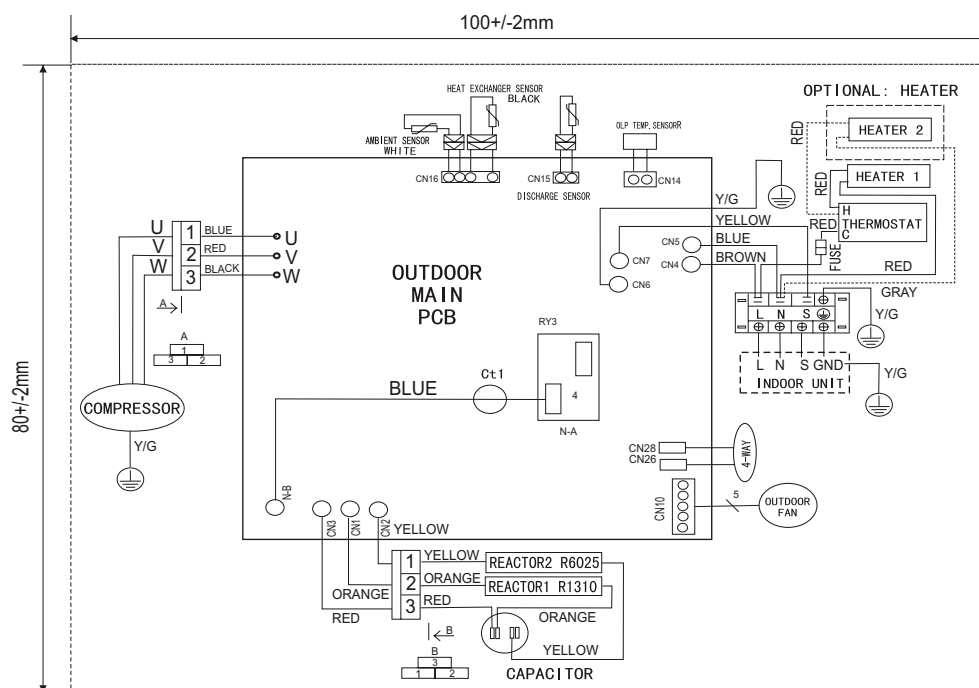 100+/-2mm
80+/-2mm
HEAT EXCHANGER SENSOR
BLACK
AMBIENT SENSOR
WHITE
OLP TEMP. SENSORR
OPTIONAL: HEATER
RED
HEATER 2
RED
HEATER 1
H
THERMOSTAT
C
RED
FUSE
RED
GRAY
CN16
CN15
CN14
DISCHARGE SENSOR
Y/G
YELLOW
CN5
BLUE
CN4
BROWN
CN7
CN6
U
1
BLUE
U
V
2
RED
V
W
3
BLACK
W
A
A
1
3
2
OUTDOOR
MAIN
PCB
L
N
S
Y/G
L
N
S
GND
INDOOR UNIT
Y/G
RY3
Ct1
BLUE
4
N-A
COMPRESSOR
Y/G
CN28
CN26
4-WAY
CN10
5
OUTDOOR
FAN
N-B
CN3
CN1
CN2
YELLOW
1
YELLOW
REACTOR2 R6025
ORANGE
2
ORANGE
REACTOR1 R1310
RED
3
RED
ORANGE
YELLOW
B
B
3
1
2
CAPACITOR